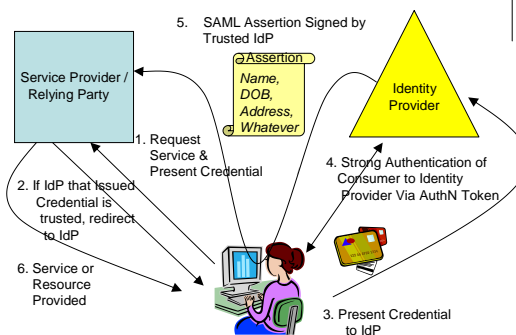 5. SAML Assertion Signed by
Trusted IdP
Service Provider /
Relying Party
Assertion
Name,
DOB,
Address,
Whatever
Identity
Provider
1. Request
Service &
Present Credential
2. If IdP that Issued
Credential is
trusted, redirect
to IdP
4. Strong Authentication of
Consumer to Identity
Provider Via AuthN Token
6. Service or
Resource
Provided
3. Present Credential
to IdP